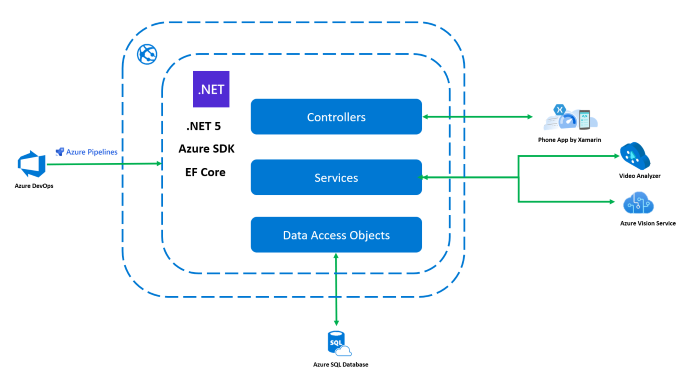 .NET
.NET 5
Azure SDK
EF Core
Controllers
Services
Data Access Objects
Azure Pipelines
Azure DevOps
Phone App by Xamarin
Video Analyzer
Azure Vision Service
SQL
Azure SQL Database